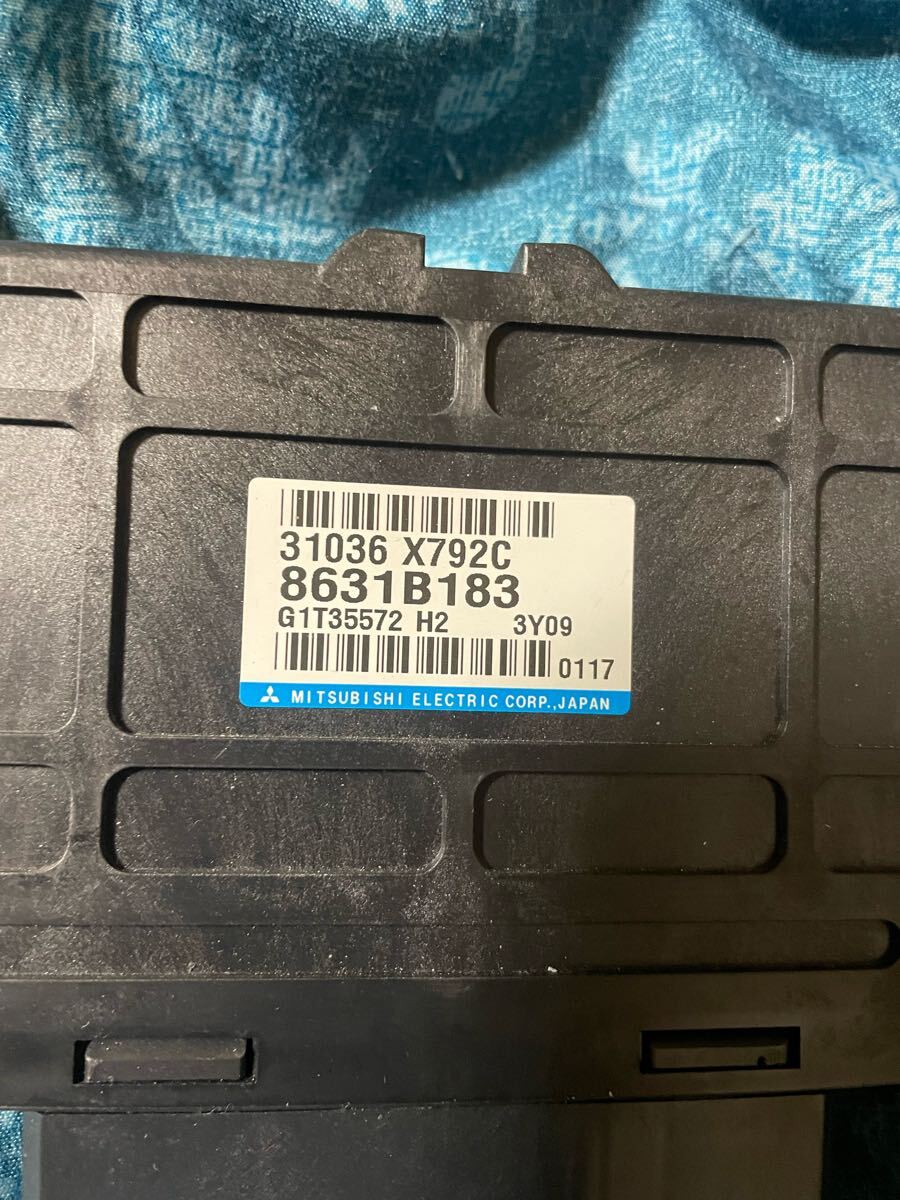 31036 X792C
8631B183
G1T35572 H2 3Y09
0117
MITSUBISHI ELECTRIC CORP.,JAPAN